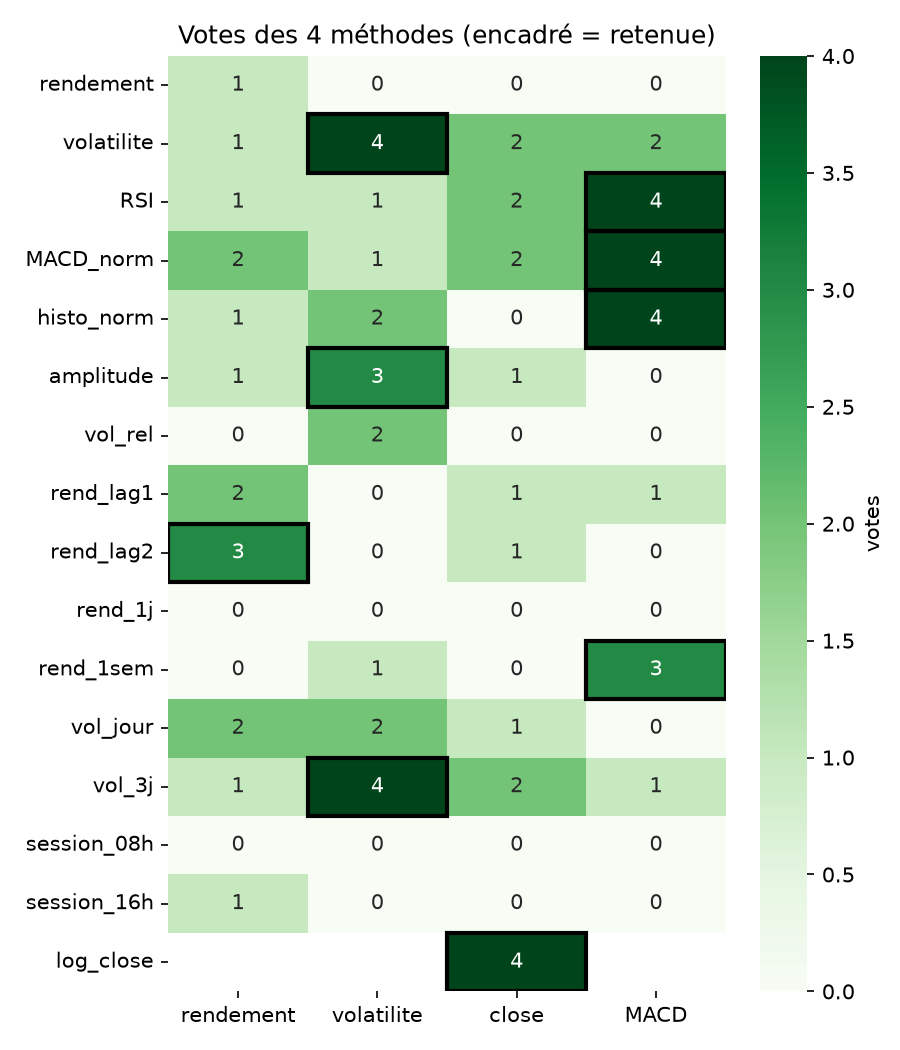 Votes des 4 méthodes (encadré = retenue)
rendement 1 0 0 0
volatilite 1 4 2 2
RSI 1 1 2 4
MACD_norm 2 1 2 4
histo_norm 1 2 0 4
amplitude 1 3 1 0
vol_rel 0 2 0 0
rend_lag1 2 0 1 1
rend_lag2 3 0 1 0
rend_1j 0 0 0 0
rend_1sem 0 1 0 3
vol_jour 2 2 1 0
vol_3j 1 4 2 1
session_08h 0 0 0 0
session_16h 1 0 0 0
log_close 4
rendement volatilite close MACD
4.0
3.5
3.0
2.5
2.0
1.5
1.0
0.5
0.0
votes